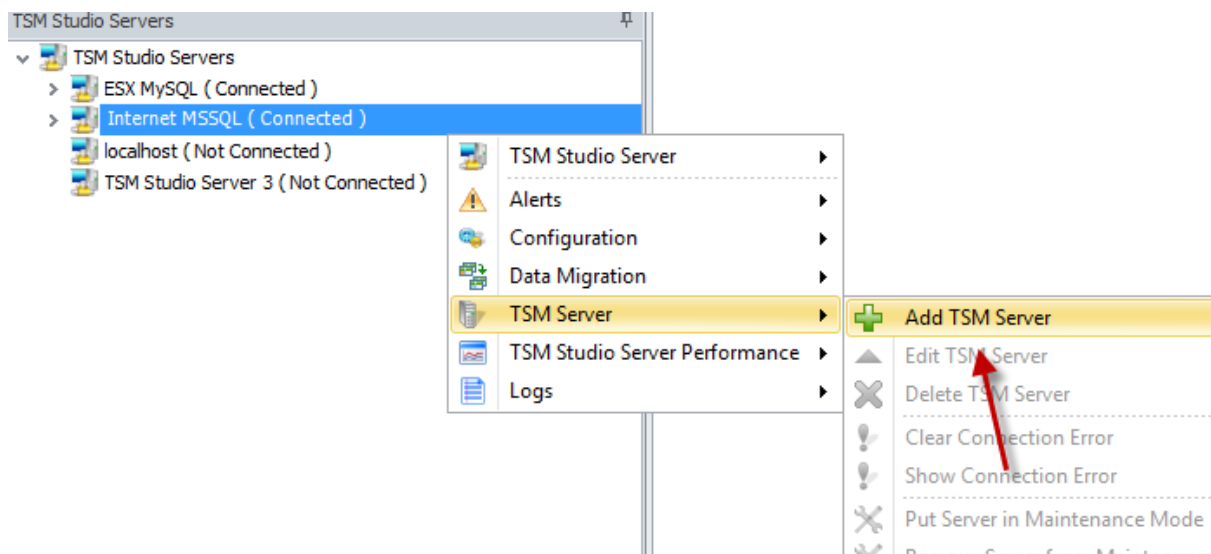 TSM Studio Servers
TSM Studio Servers
ESX MySQL ( Connected )
Internet MSSQL ( Connected )
localhost ( Not Connected )
TSM Studio Server 3 ( Not Connected )
TSM Studio Server
Alerts
Configuration
Data Migration
TSM Server
TSM Studio Server Performance
Logs
Add TSM Server
Edit TSM Server
Delete TSM Server
Clear Connection Error
Show Connection Error
Put Server in Maintenance Mode